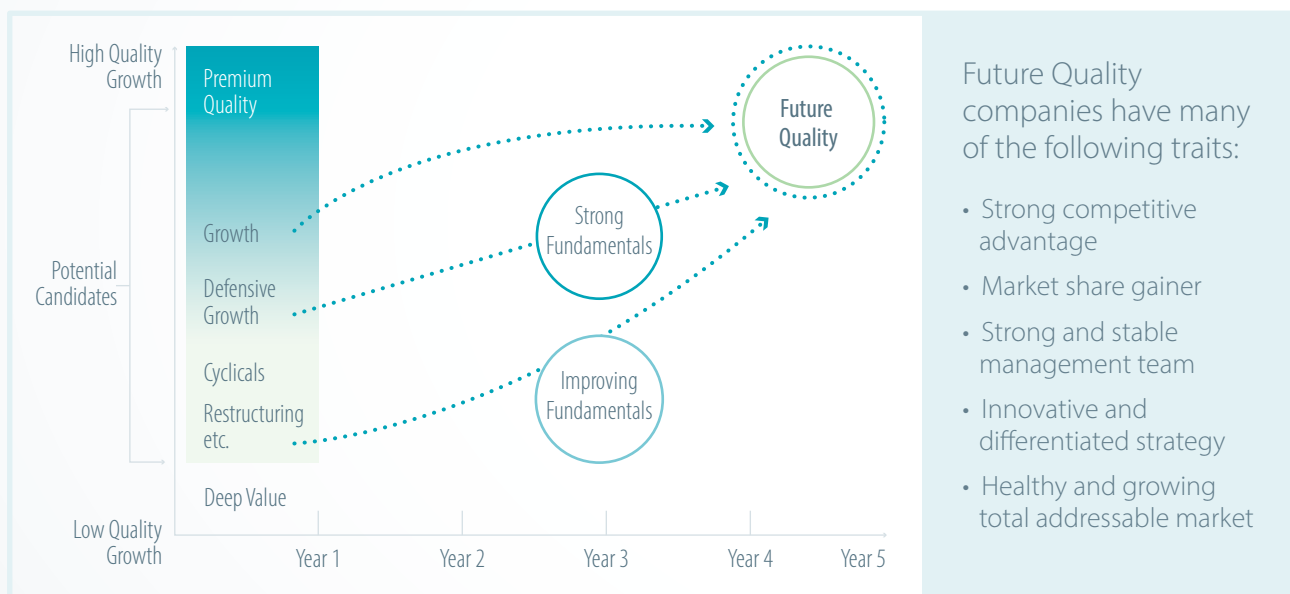 High Quality
Growth
Potential
Candidates
Low Quality
Growth
Premium
Quality
Growth
Defensive
Growth
Cyclicals
Restructuring
etc.
Deep Value
Strong
Fundamentals
Improving
Fundamentals
Future
Quality
Year 1
Year 2
Year 3
Year 4
Year 5
Future Quality
companies have many
of the following traits:
• Strong competitive
advantage
• Market share gainer
• Strong and stable
management team
• Innovative and
differentiated strategy
• Healthy and growing
total addressable market